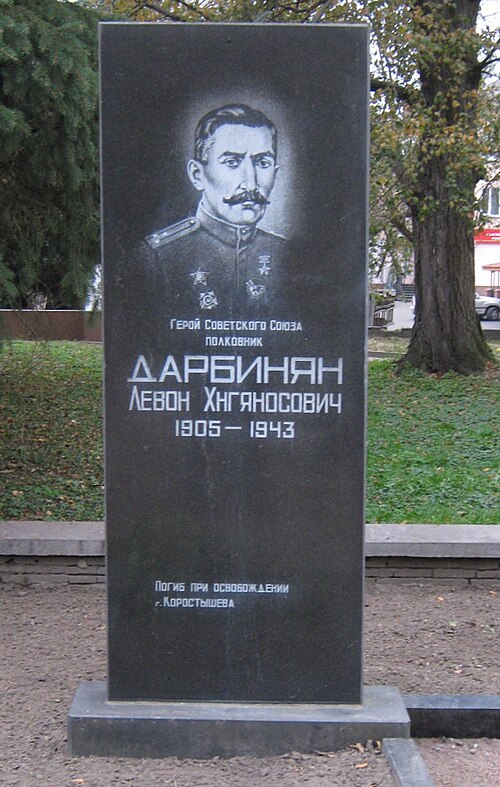 Герой Советского Союза
полковник
ДАРБИНЯН
Левон Хнгяносович
1905 — 1943
Погиб при освобождении
г. Коростышева